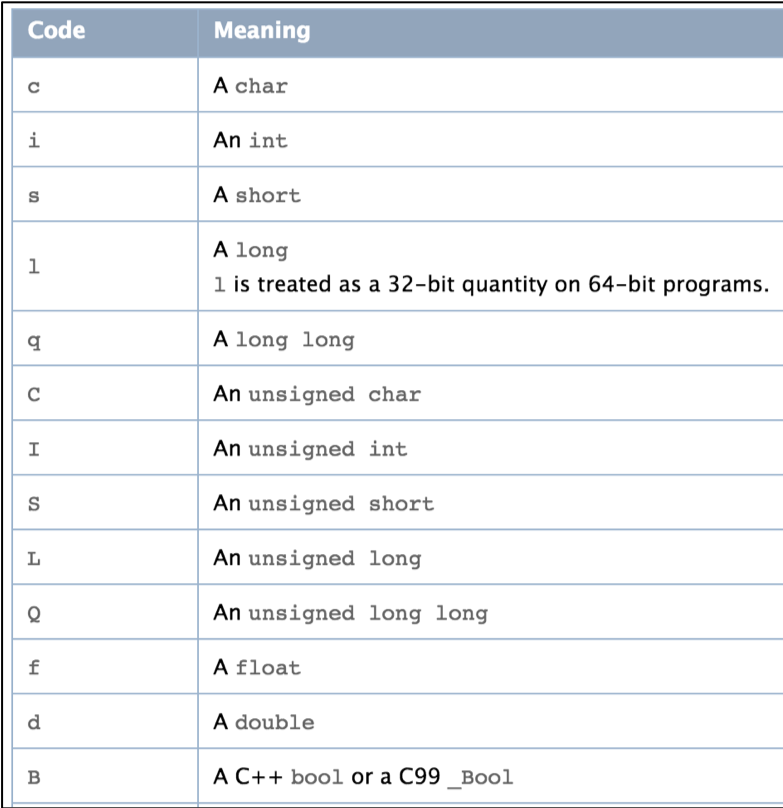 Code Meaning
c A char
i An int
s A short
l A long
l is treated as a 32-bit quantity on 64-bit programs.
q A long long
C An unsigned char
I An unsigned int
S An unsigned short
L An unsigned long
Q An unsigned long long
f A float
d A double
B A C++ bool or a C99 _Bool